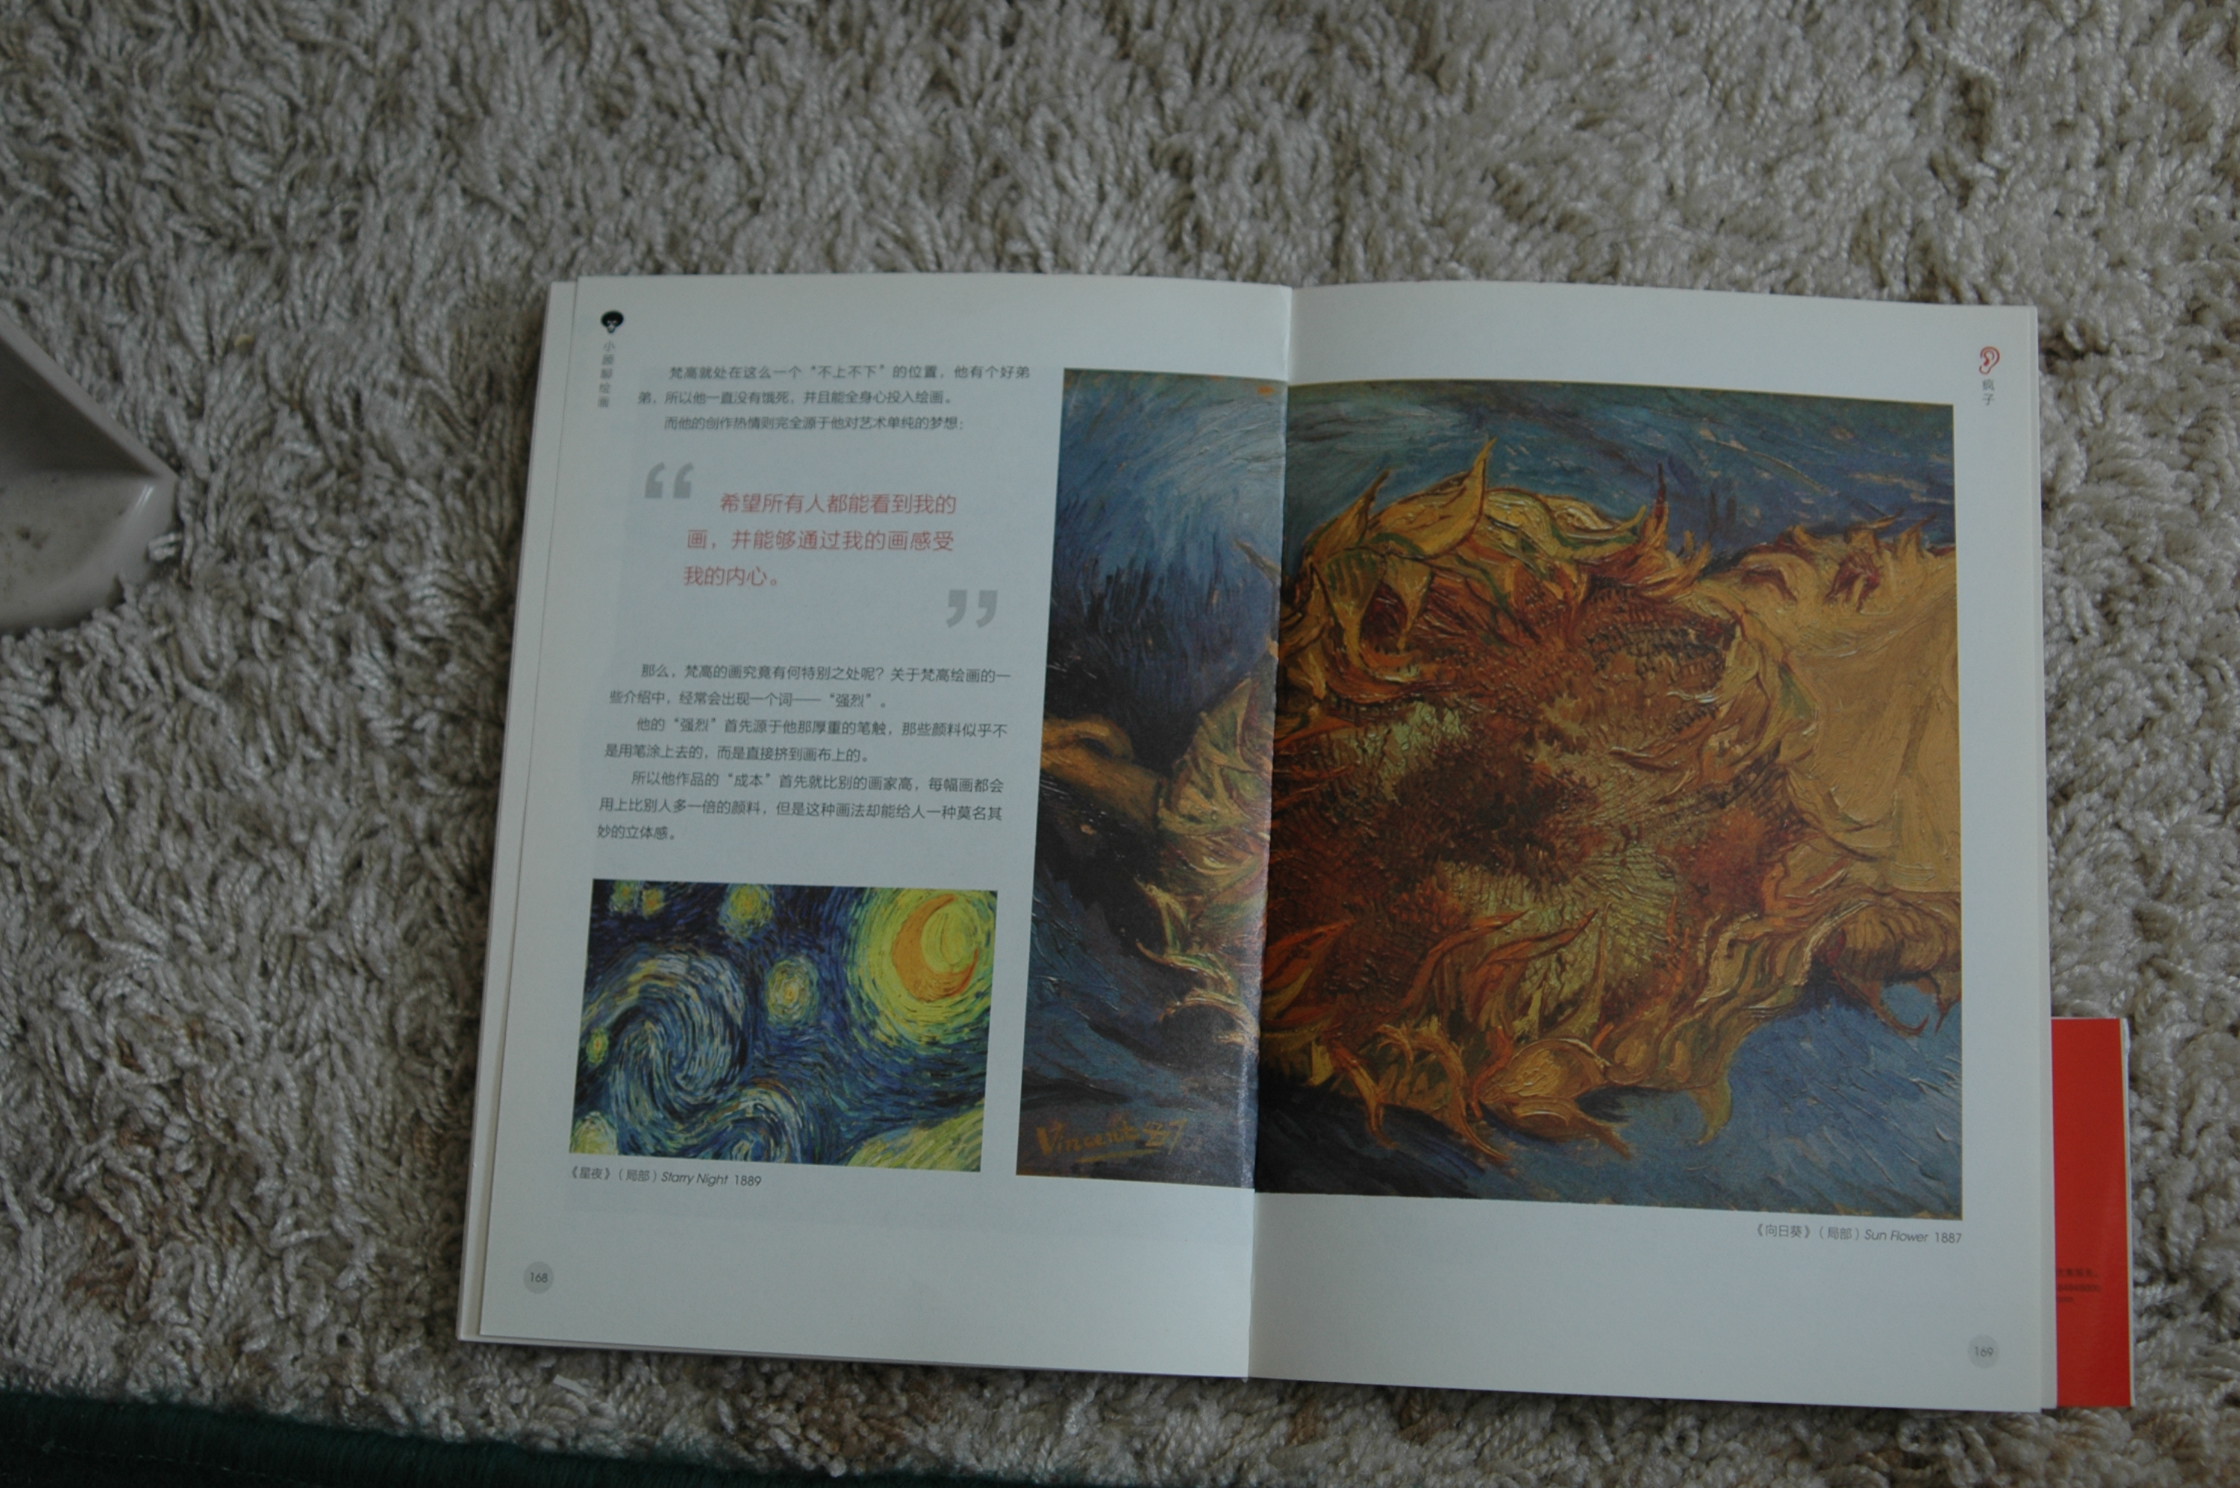 小顾聊绘画
梵高就处在这么一个“不上不下”的位置，他有个好弟
弟，所以他一直没有饿死，并且能全身心投入绘画。
而他的创作热情则完全源于他对艺术单纯的梦想：
“
希望所有人都能看到我的
画，并能够通过我的画感受
我的内心。
”
那么，梵高的画究竟有何特别之处呢？关于梵高绘画的一
些介绍中，经常会出现一个词——“强烈”。
他的“强烈”首先源于他那厚重的笔触，那些颜料似乎不
是用笔涂上去的，而是直接挤到画布上的。
所以他作品的“成本”首先就比别的画家高，每幅画都会
用上比别人多一倍的颜料，但是这种画法却能给人一种莫名其
妙的立体感。
《星夜》（局部）Starry Night 1889
168
疯子
Vincent 87
《向日葵》（局部）Sun Flower 1887
169